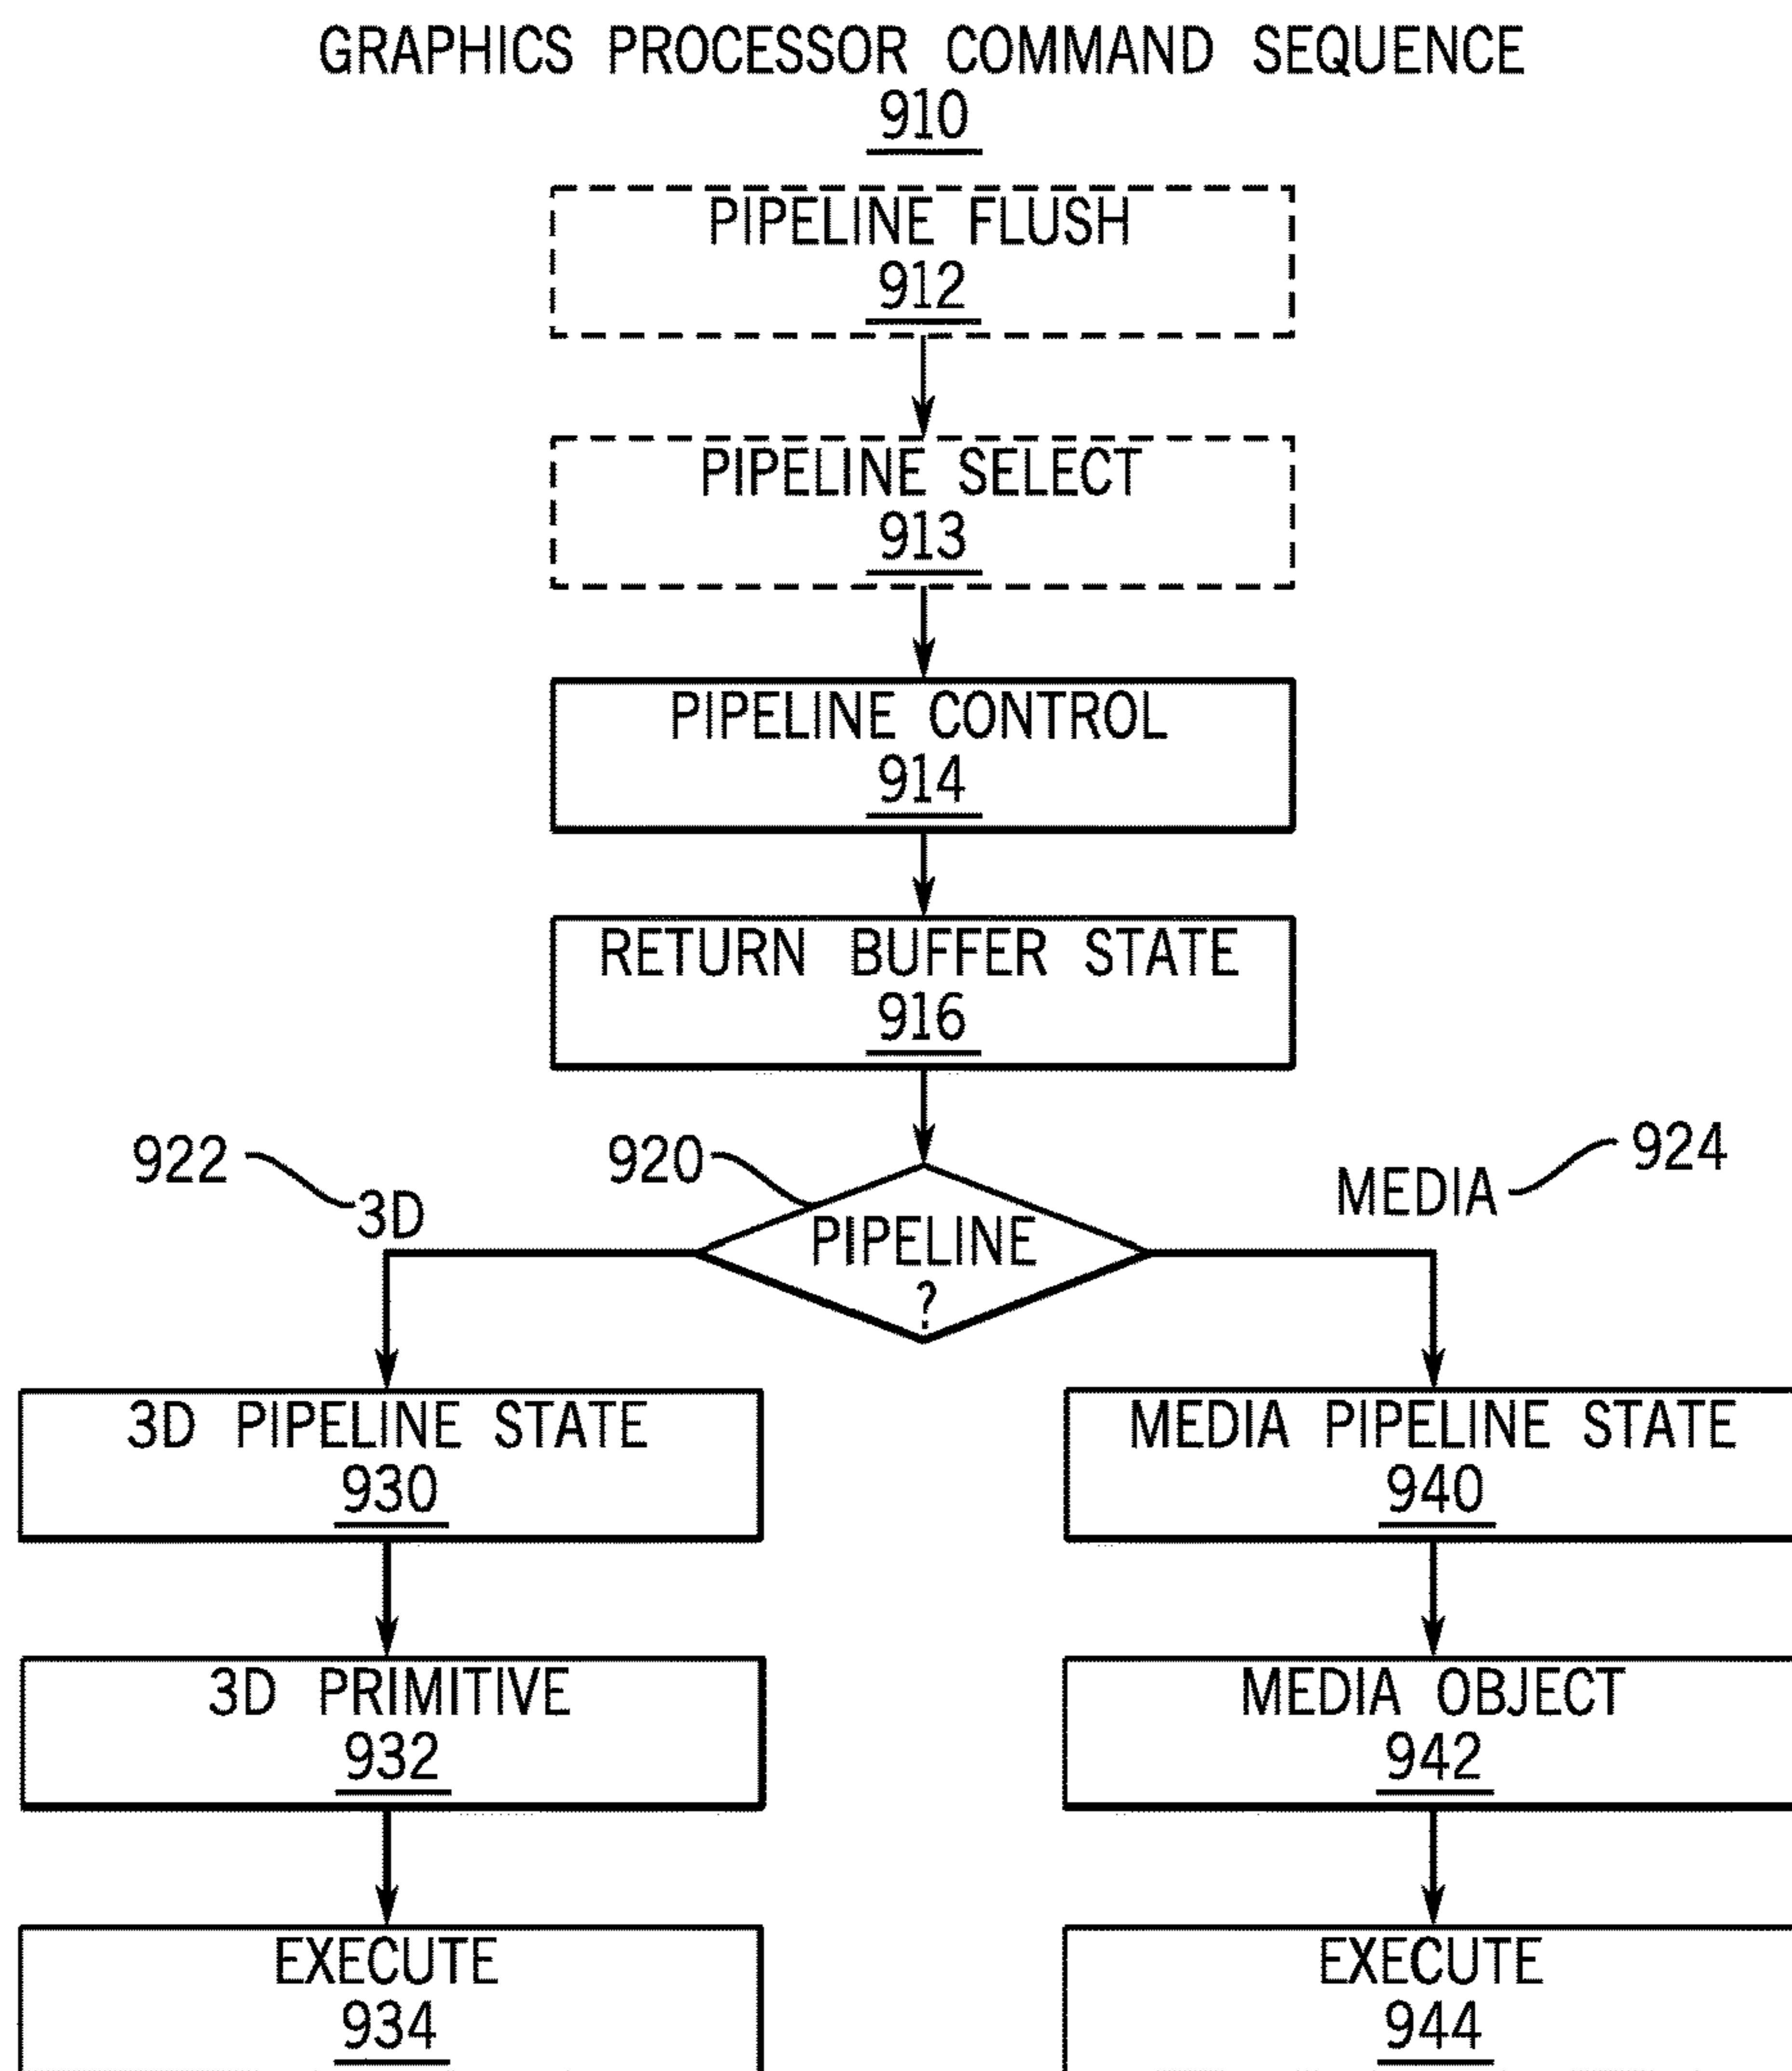 GRAPHICS PROCESSOR COMMAND SEQUENCE
910
PIPELINE FLUSH
912
PIPELINE SELECT
913
PIPELINE CONTROL
914
RETURN BUFFER STATE
916
922
3D
920
PIPELINE
?
MEDIA
924
3D PIPELINE STATE
930
MEDIA PIPELINE STATE
940
3D PRIMITIVE
932
MEDIA OBJECT
942
EXECUTE
934
EXECUTE
944